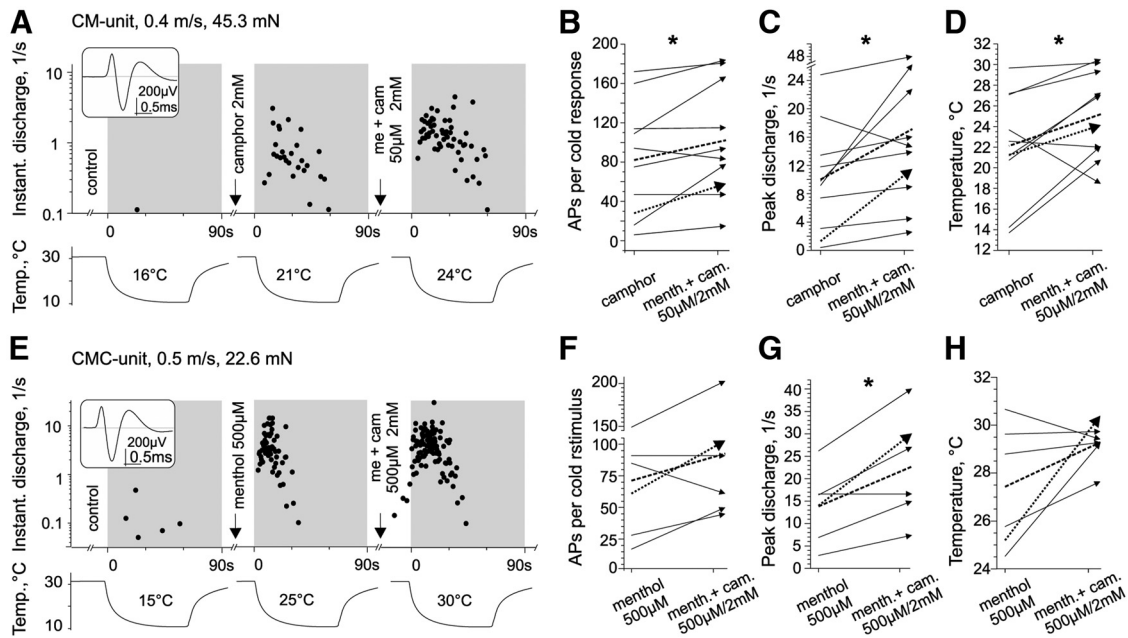 A
CM-unit, 0.4 m/s, 45.3 mN
Instant. discharge, 1/s
10
1
0.1
200µV
0.5ms
control
camphor 2mM
me + cam
50µM 2mM
0
90s
0
90s
0
90s
Temp.,°C
30
10
16°C
21°C
24°C
B
*
APs per cold response
200
160
120
80
40
0
camphor
menth.+ cam.
50µM/2mM
C
*
Peak discharge, 1/s
48
24
20
16
12
8
4
0
camphor
menth.+ cam.
50µM/2mM
D
*
Temperature, °C
32
30
28
26
24
22
20
18
16
14
12
camphor
menth.+ cam.
50µM/2mM
E
CMC-unit, 0.5 m/s, 22.6 mN
Instant. discharge, 1/s
10
1
0.1
200µV
0.5ms
control
menthol 500µM
me + cam
500µM 2mM
0
90s
0
90s
0
90s
Temp.,°C
30
10
15°C
25°C
30°C
F
APs per cold rstimulus
200
150
100
75
50
25
0
menthol
500µM
menth.+ cam.
500µM/2mM
G
*
Peak discharge, 1/s
40
35
30
25
20
15
10
5
0
menthol
500µM
menth.+ cam.
500µM/2mM
H
Temperature, °C
32
30
28
26
24
menthol
500µM
menth.+ cam.
500µM/2mM